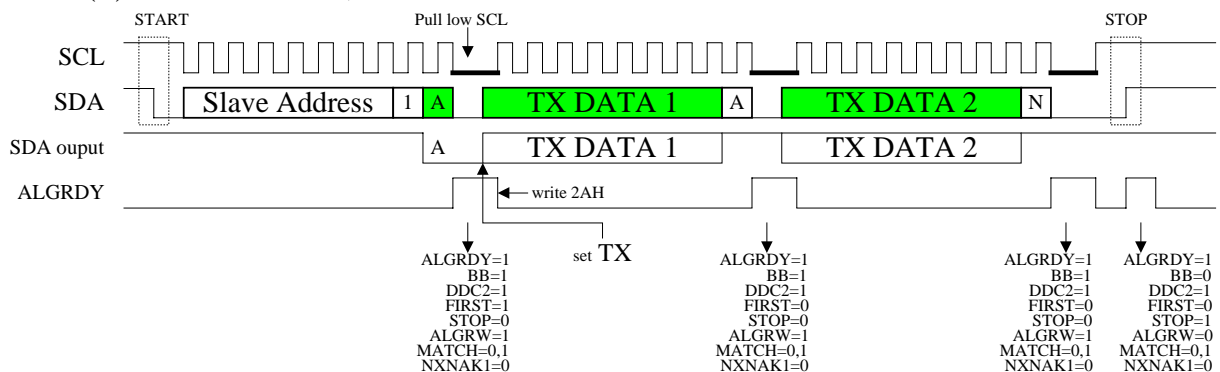 START
Pull low SCL
STOP
SCL
SDA
Slave Address 1 A TX DATA 1 A TX DATA 2 N
SDA ouput
A TX DATA 1 TX DATA 2
ALGRDY
write 2AH
set TX
ALGRDY=1
BB=1
DDC2=1
FIRST=1
STOP=0
ALGRW=1
MATCH=0,1
NXNAK1=0
ALGRDY=1
BB=1
DDC2=1
FIRST=0
STOP=0
ALGRW=1
MATCH=0,1
NXNAK1=0
ALGRDY=1
BB=1
DDC2=1
FIRST=0
STOP=0
ALGRW=1
MATCH=0,1
NXNAK1=0
ALGRDY=1
BB=0
DDC2=1
FIRST=0
STOP=1
ALGRW=0
MATCH=0,1
NXNAK1=0